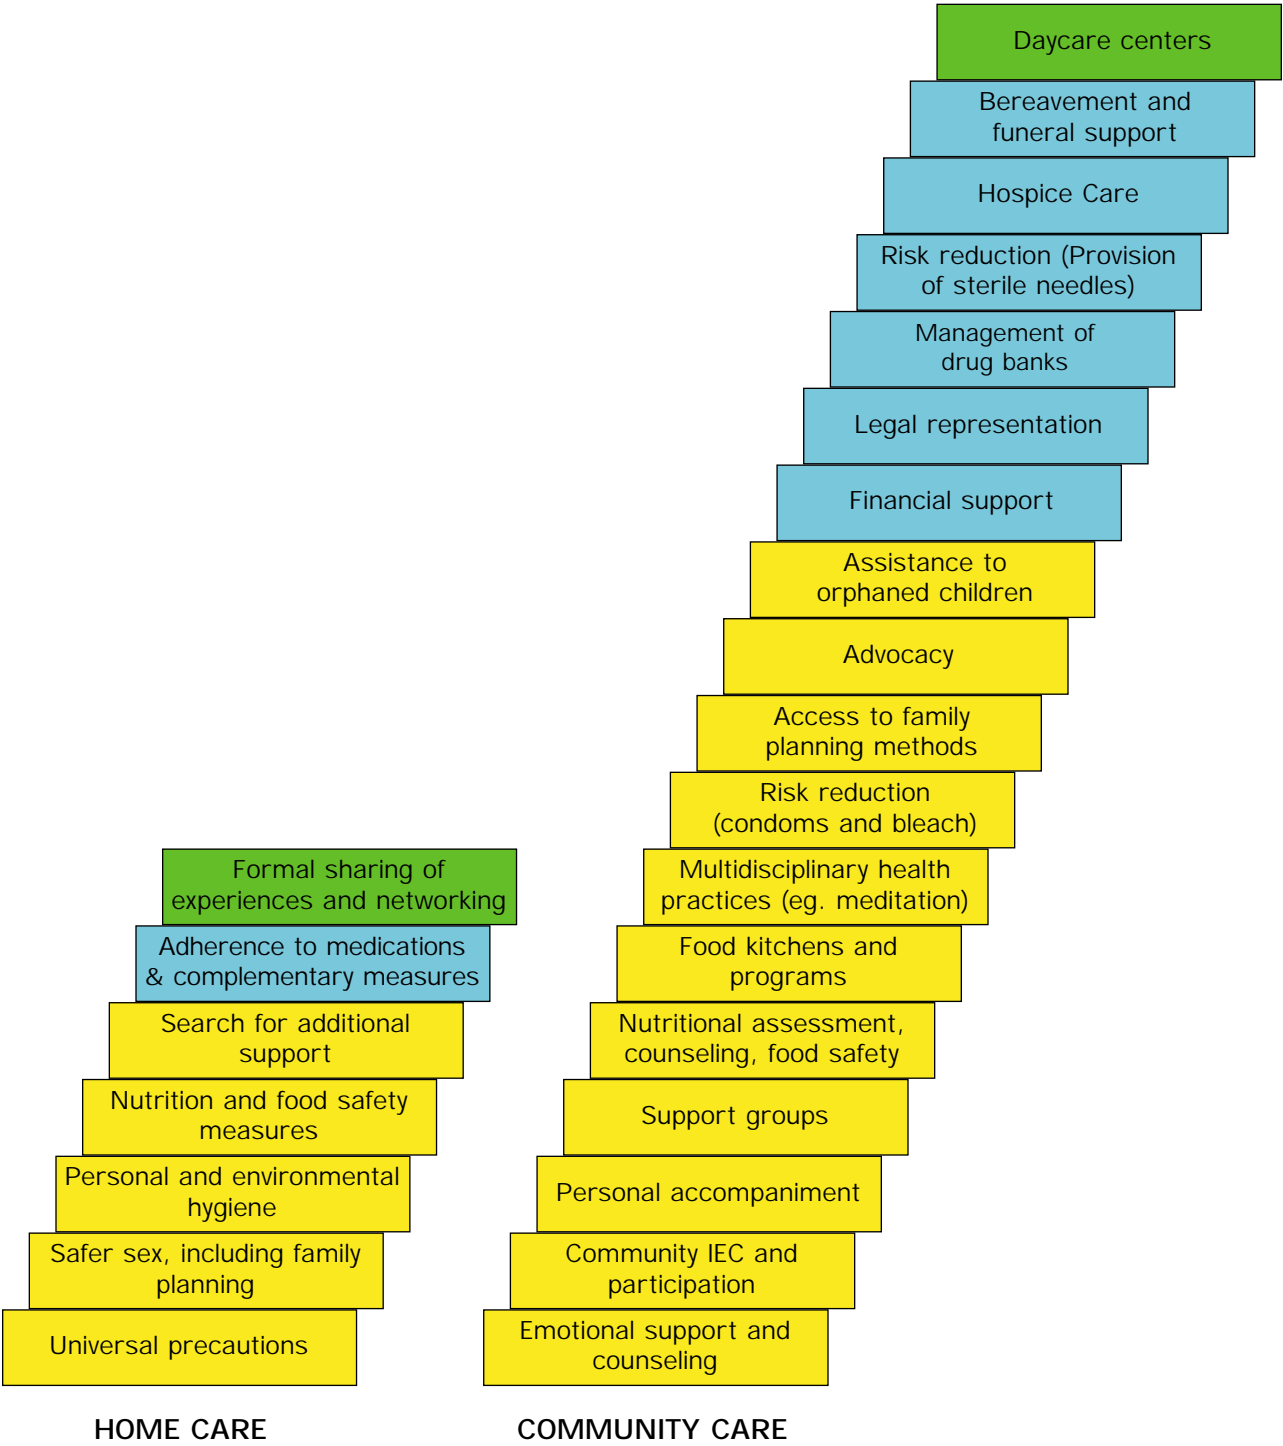 Daycare centers
Bereavement and
funeral support
Hospice Care
Risk reduction (Provision
of sterile needles)
Management of
drug banks
Legal representation
Financial support
Assistance to
orphaned children
Advocacy
Access to family
planning methods
Risk reduction
(condoms and bleach)
Multidisciplinary health
practices (eg. meditation)
Food kitchens and
programs
Nutritional assessment,
counseling, food safety
Support groups
Personal accompaniment
Community IEC and
participation
Emotional support and
counseling
COMMUNITY CARE
Formal sharing of
experiences and networking
Adherence to medications
& complementary measures
Search for additional
support
Nutrition and food safety
measures
Personal and environmental
hygiene
Safer sex, including family
planning
Universal precautions
HOME CARE